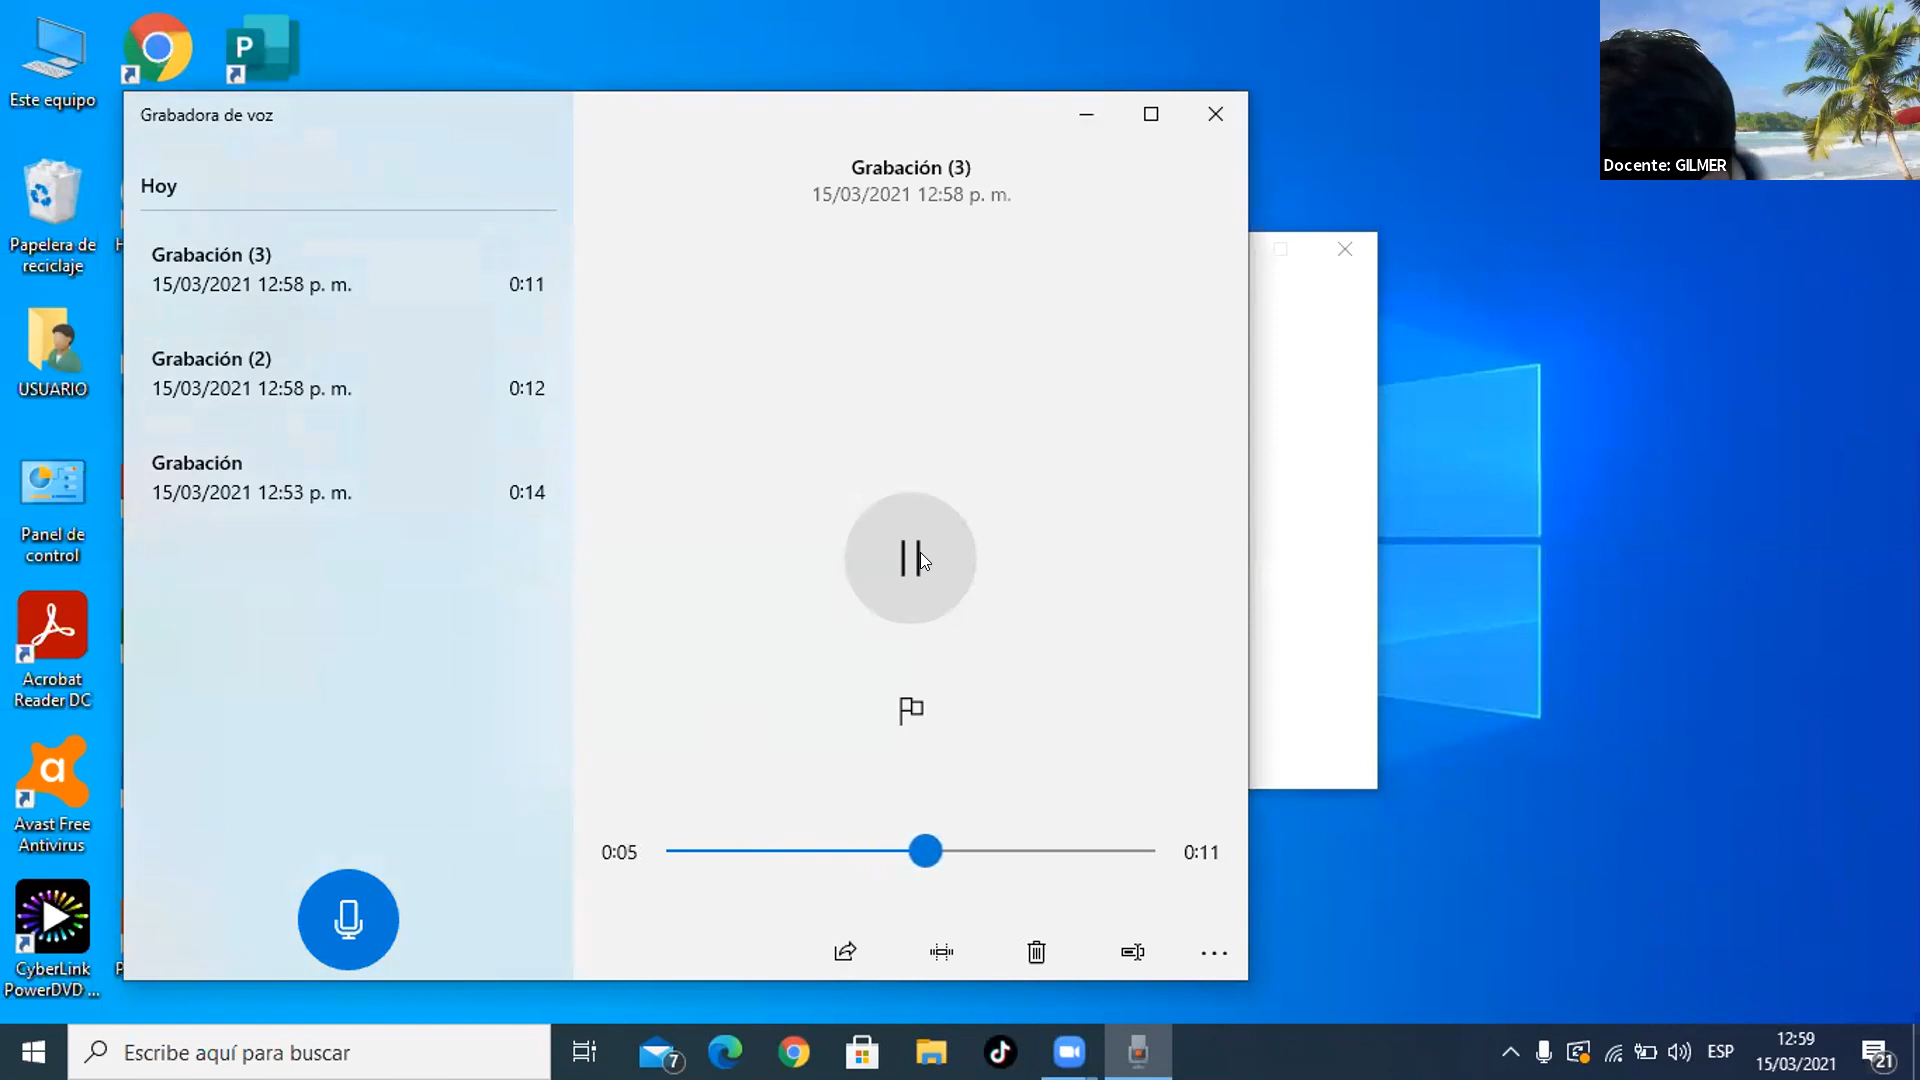 Este equipo
P
Papelera de
reciclaje
USUARIO
Panel de
control
Acrobat
Reader DC
a
Avast Free
Antivirus
CyberLink
PowerDVD ...
Grabadora de voz
Hoy
Grabación (3)
15/03/2021 12:58 p. m.
0:11
Grabación (2)
15/03/2021 12:58 p. m.
0:12
Grabación
15/03/2021 12:53 p. m.
0:14
Grabación (3)
15/03/2021 12:58 p. m.
0:05
0:11
Docente: GILMER
Escribe aquí para buscar
7
ESP
12:59
15/03/2021
21